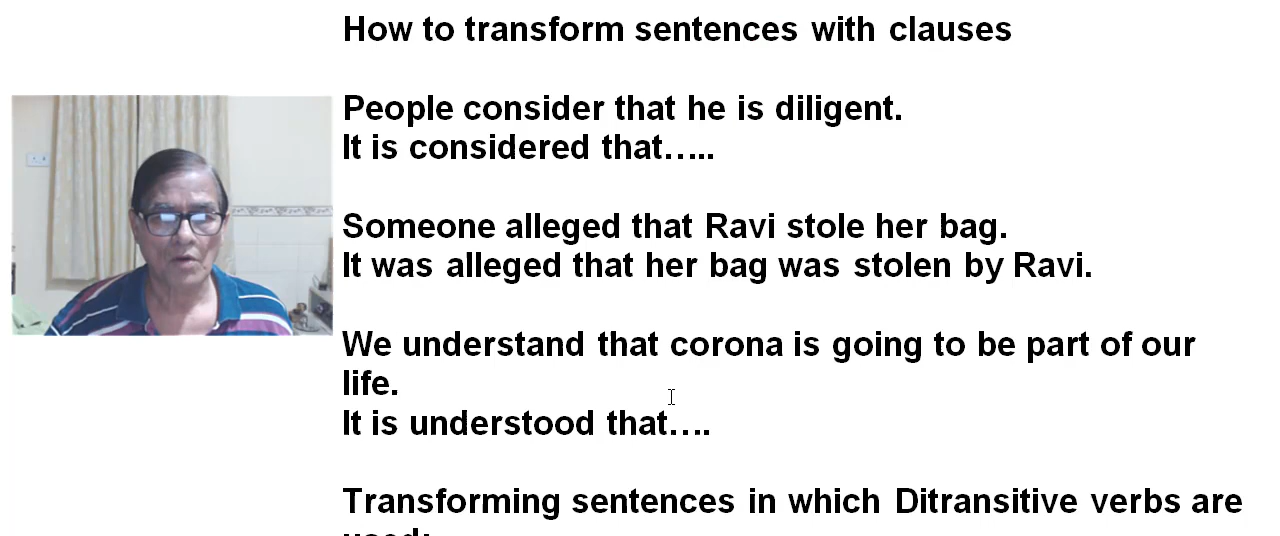 How to transform sentences with clauses
People consider that he is diligent.
It is considered that…..
Someone alleged that Ravi stole her bag.
It was alleged that her bag was stolen by Ravi.
We understand that corona is going to be part of our
life.
It is understood that….
Transforming sentences in which Ditransitive verbs are
used: